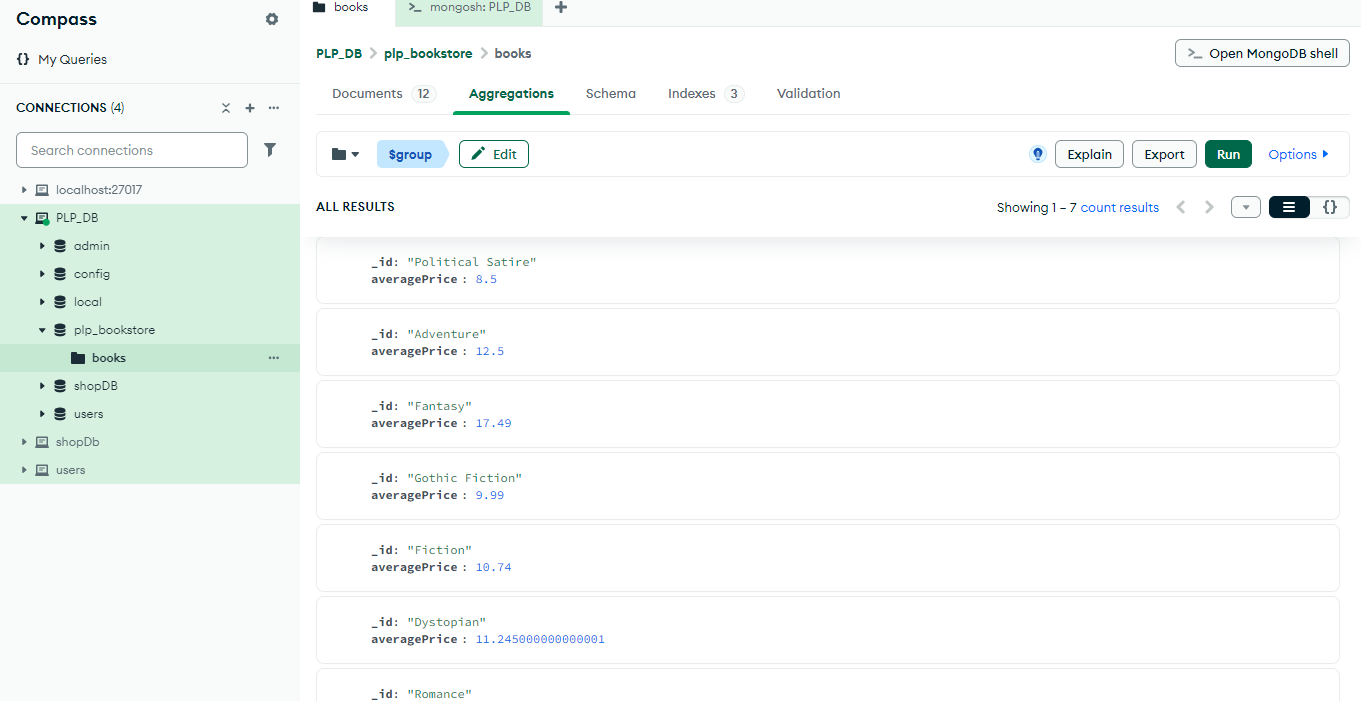 Compass
{} My Queries
CONNECTIONS (4)
Search connections
localhost:27017
PLP_DB
admin
config
local
plp_bookstore
books
shopDB
users
shopDb
users
books
>_ mongosh: PLP_DB
PLP_DB > plp_bookstore > books
>_ Open MongoDB shell
Documents 12 Aggregations Schema Indexes 3 Validation
$group Edit Explain Export Run Options
ALL RESULTS
Showing 1 – 7 count results
{}
_id: "Political Satire"
averagePrice : 8.5
_id: "Adventure"
averagePrice : 12.5
_id: "Fantasy"
averagePrice : 17.49
_id: "Gothic Fiction"
averagePrice : 9.99
_id: "Fiction"
averagePrice : 10.74
_id: "Dystopian"
averagePrice : 11.245000000000001
_id: "Romance"